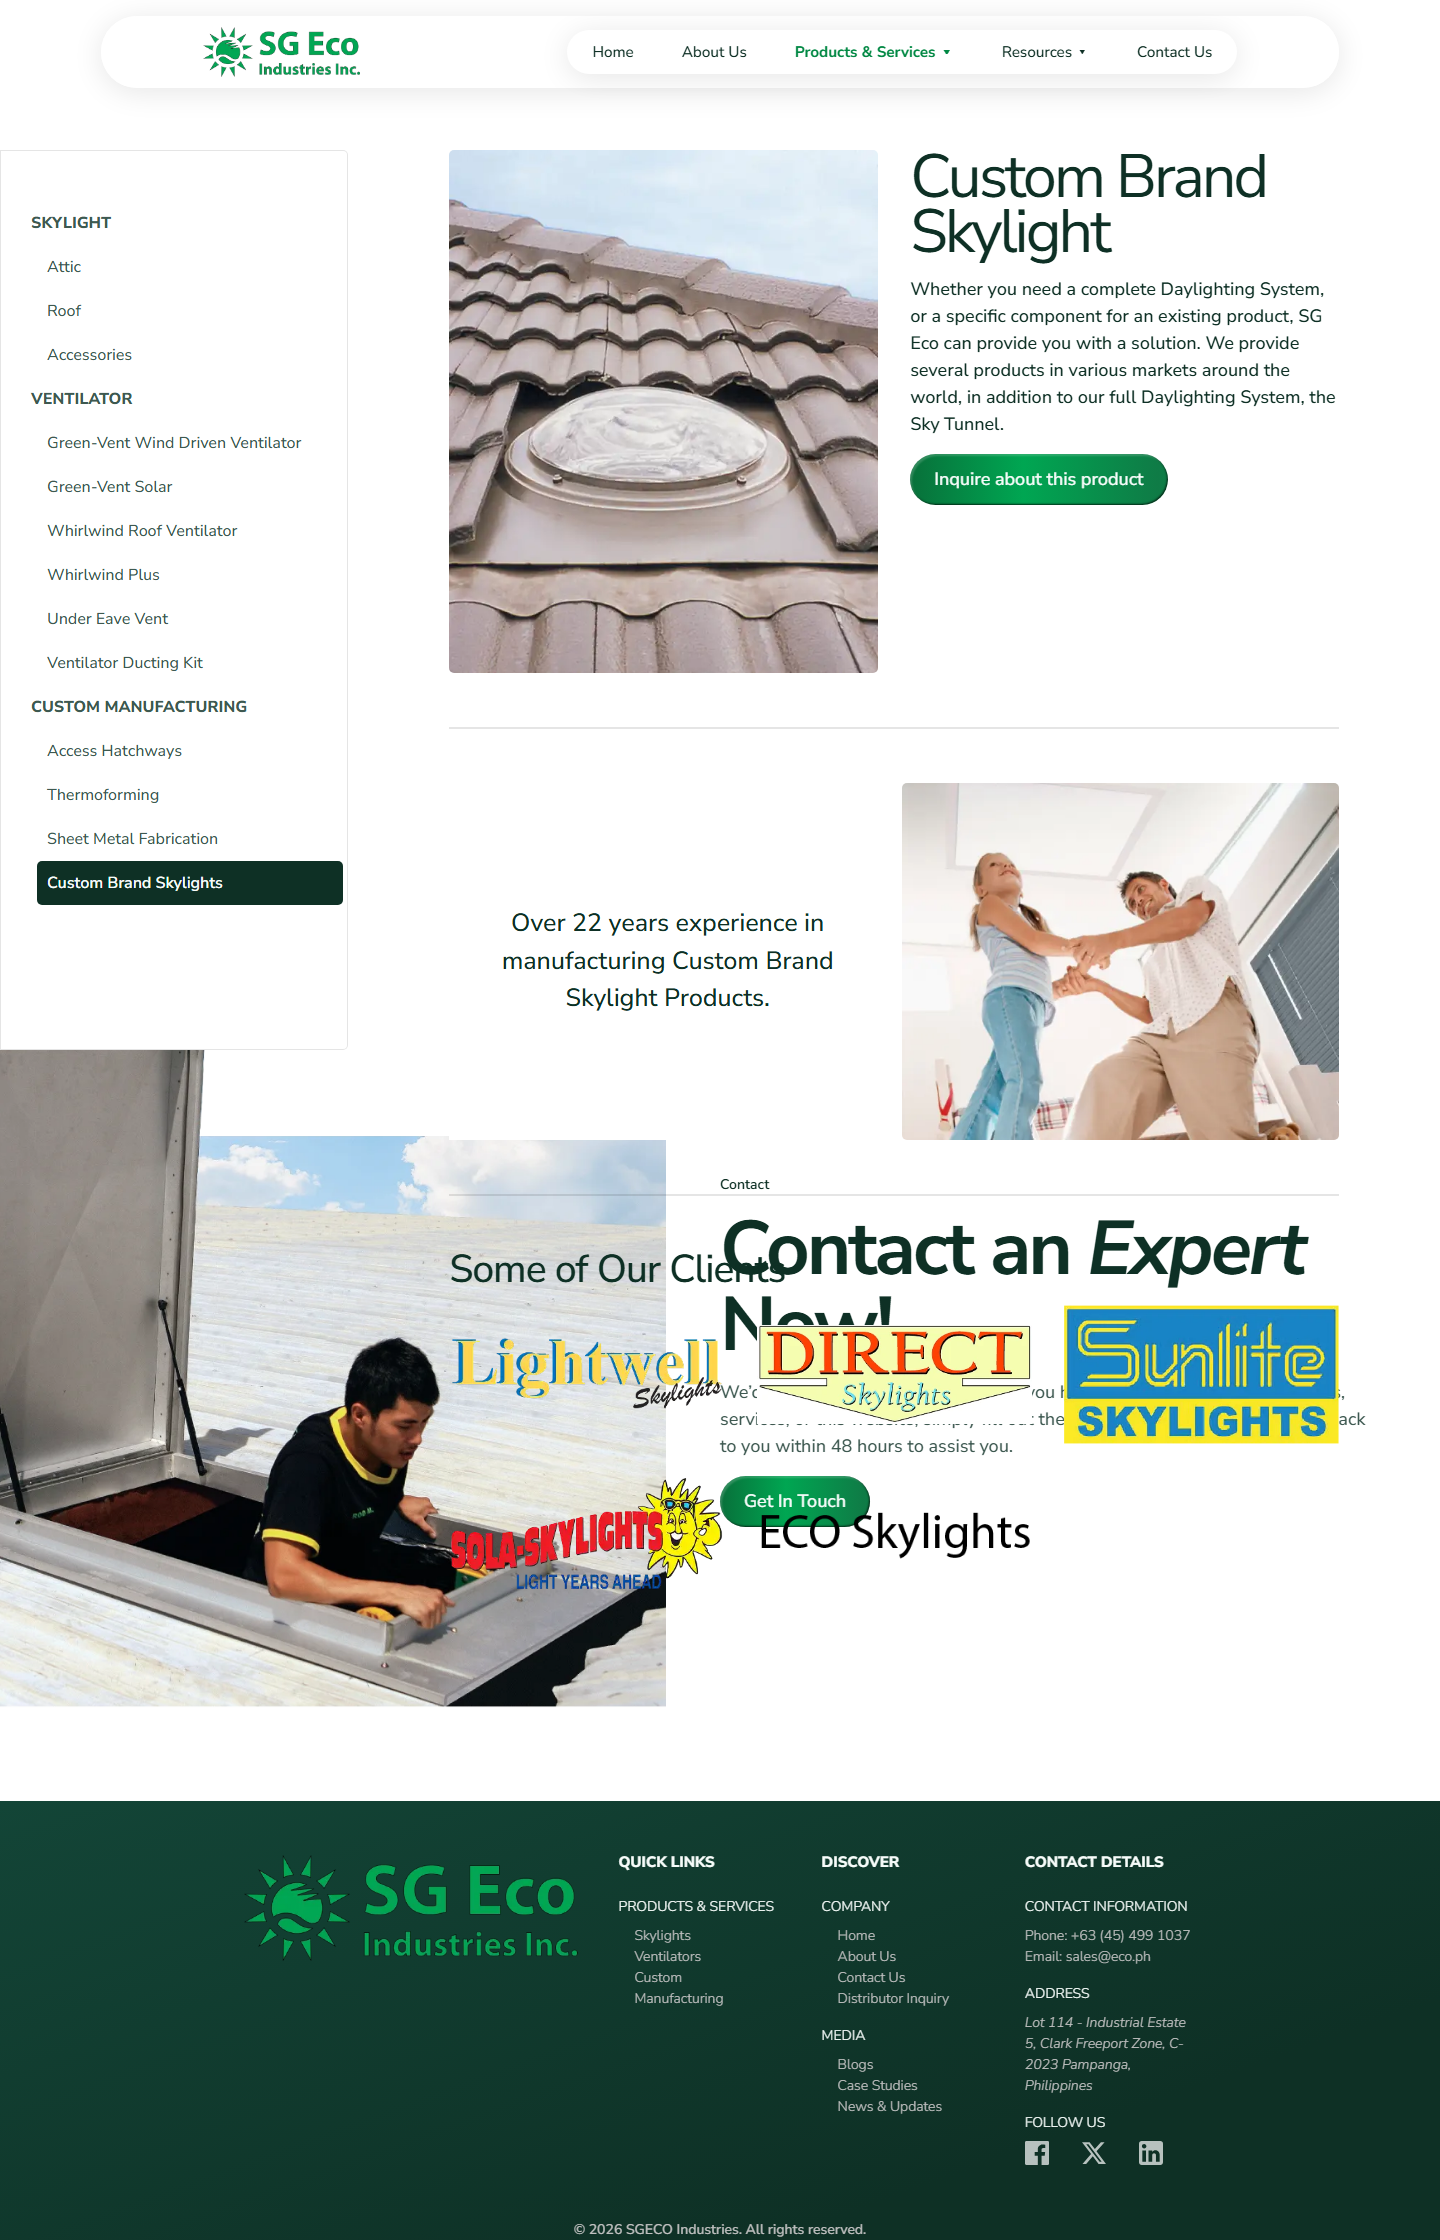 SG Eco
Industries Inc.
Home
About Us
Products & Services
Resources
Contact Us
SKYLIGHT
Attic
Roof
Accessories
VENTILATOR
Green-Vent Wind Driven Ventilator
Green-Vent Solar
Whirlwind Roof Ventilator
Whirlwind Plus
Under Eave Vent
Ventilator Ducting Kit
CUSTOM MANUFACTURING
Access Hatchways
Thermoforming
Sheet Metal Fabrication
Custom Brand Skylights
Custom Brand
Skylight
Whether you need a complete Daylighting System,
or a specific component for an existing product, SG
Eco can provide you with a solution. We provide
several products in various markets around the
world, in addition to our full Daylighting System, the
Sky Tunnel.
Inquire about this product
Over 22 years experience in
manufacturing Custom Brand
Skylight Products.
Contact
Contact an Expert
Now!
Some of Our Clients
Lightwell
Skylights
DIRECT
Skylights
Sunlite
SKYLIGHTS
to you within 48 hours to assist you.
Get In Touch
SOLA-SKYLIGHTS
LIGHT YEARS AHEAD
ECO Skylights
SG Eco
Industries Inc.
QUICK LINKS
PRODUCTS & SERVICES
Skylights
Ventilators
Custom
Manufacturing
DISCOVER
COMPANY
Home
About Us
Contact Us
Distributor Inquiry
MEDIA
Blogs
Case Studies
News & Updates
CONTACT DETAILS
CONTACT INFORMATION
Phone: +63 (45) 499 1037
Email: sales@eco.ph
ADDRESS
Lot 114 - Industrial Estate
5, Clark Freeport Zone, C-
2023 Pampanga,
Philippines
FOLLOW US
© 2026 SGECO Industries. All rights reserved.